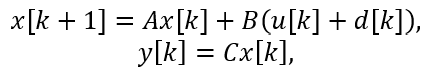 x[k + 1] = Ax[k] + B(u[k] + d[k]),
y[k] = Cx[k],